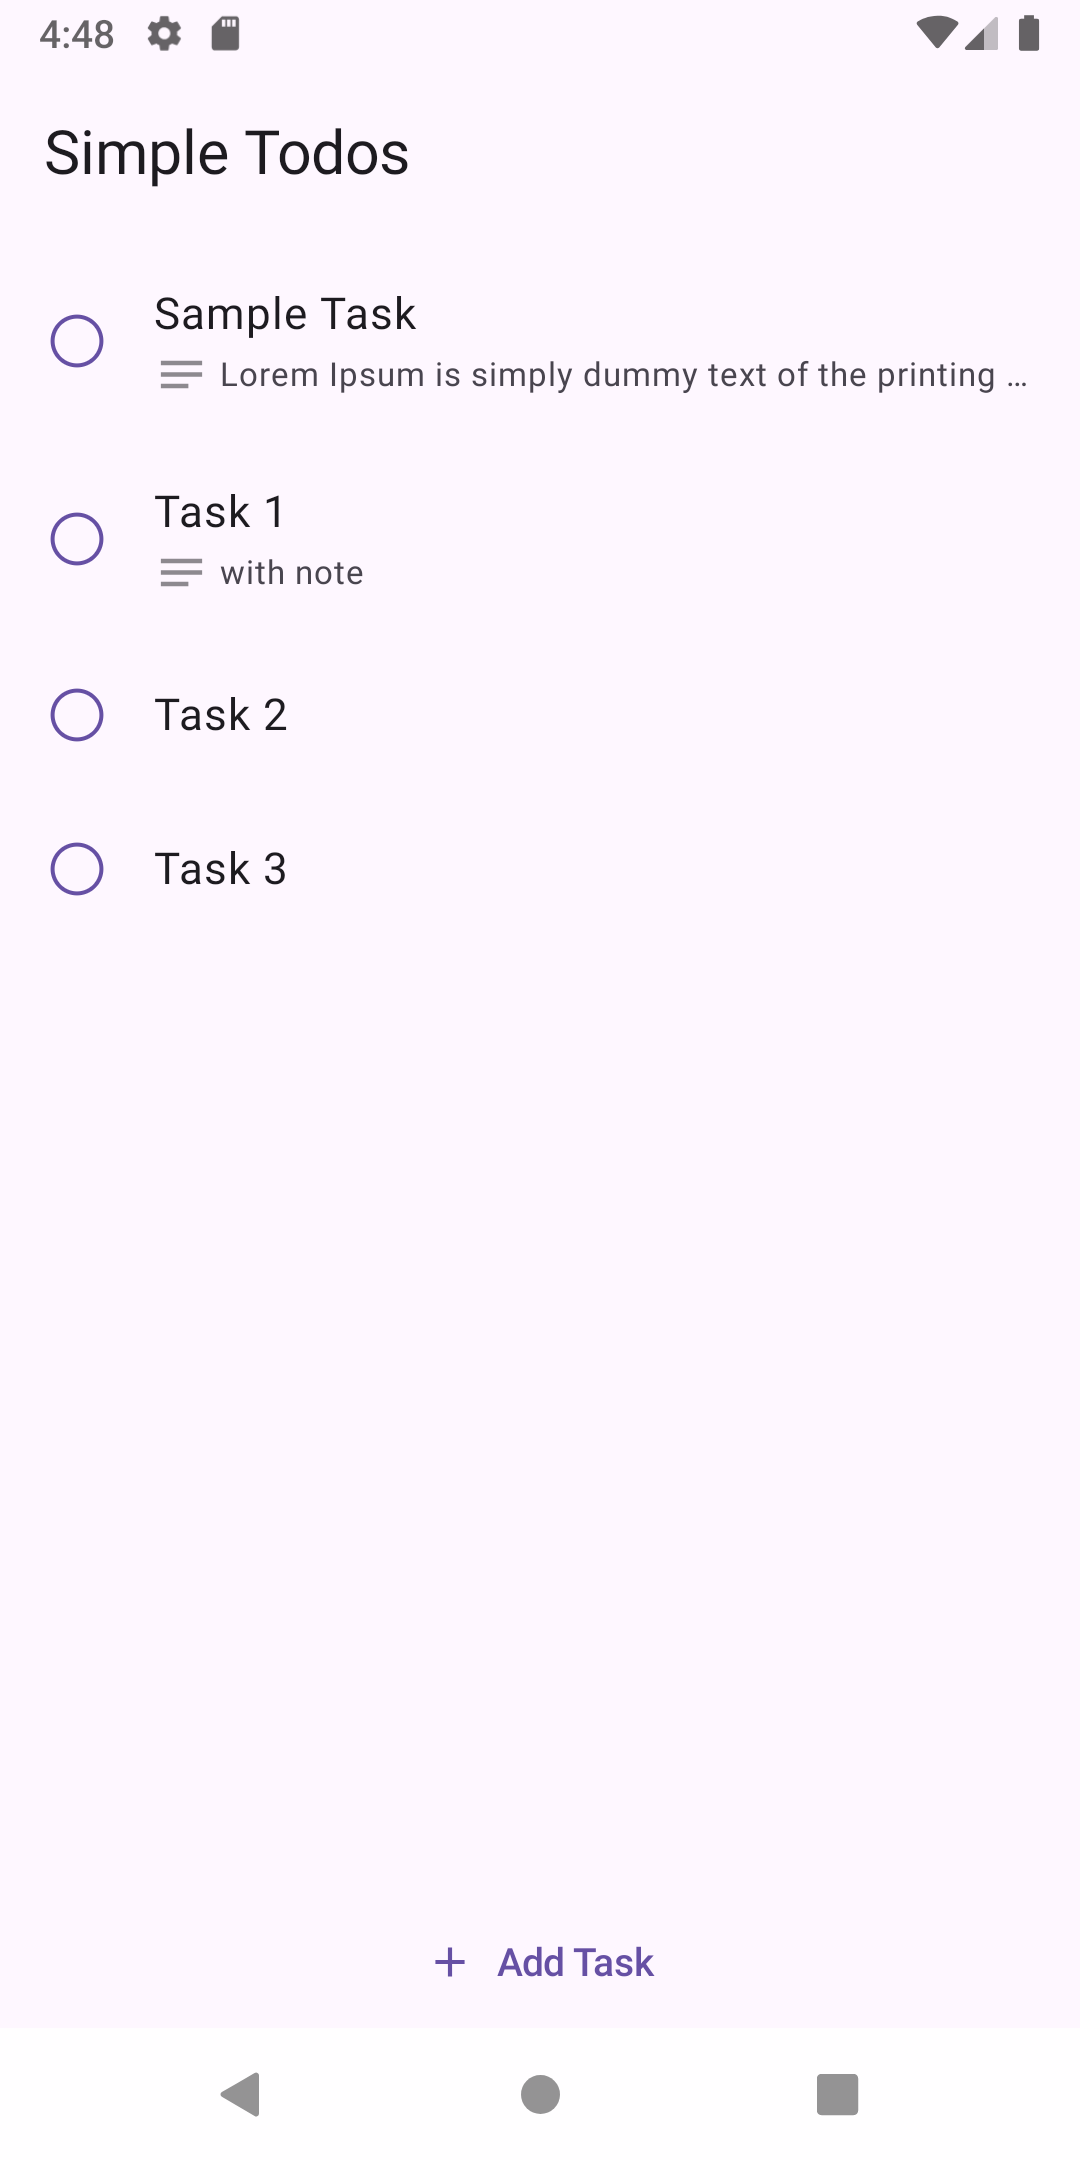 4:48
Simple Todos
Sample Task
Lorem Ipsum is simply dummy text of the printing …
Task 1
with note
Task 2
Task 3
+ Add Task